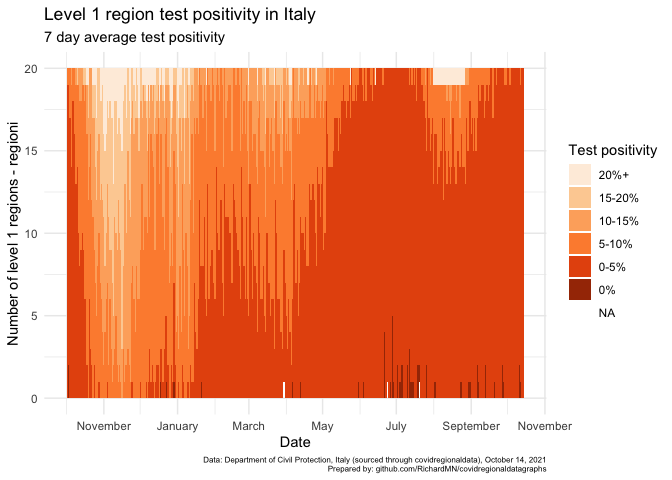 Level 1 region test positivity in Italy
7 day average test positivity
Number of level 1 regions - regioni
20
15
10
5
0
November
January
March
May
July
September
November
Date
Test positivity
20%+
15-20%
10-15%
5-10%
0-5%
0%
NA
Data: Department of Civil Protection, Italy (sourced through covidregionaldata), October 14, 2021
Prepared by: github.com/RichardMN/covidregionaldatagraphs